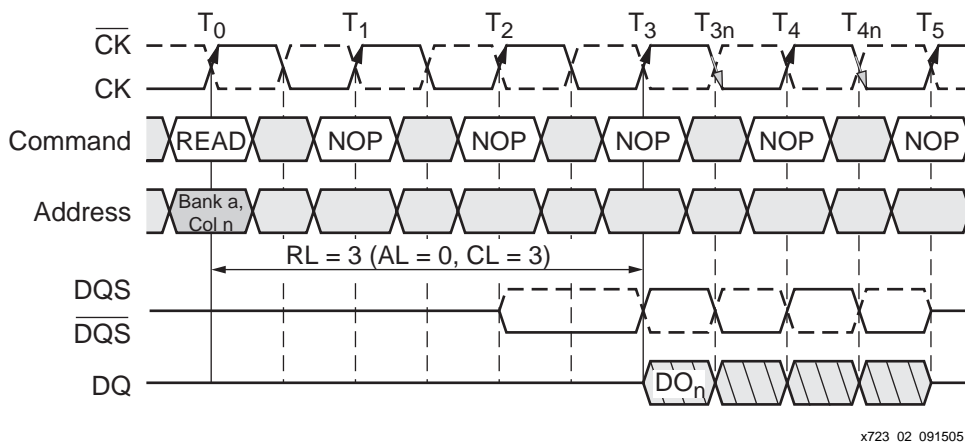 T0 T1 T2 T3 T3n T4 T4n T5
CK
CK
Command READ NOP NOP NOP NOP NOP
Address Bank a,
Col n
RL = 3 (AL = 0, CL = 3)
DQS
DQS
DQ DOn
x723_02_091505